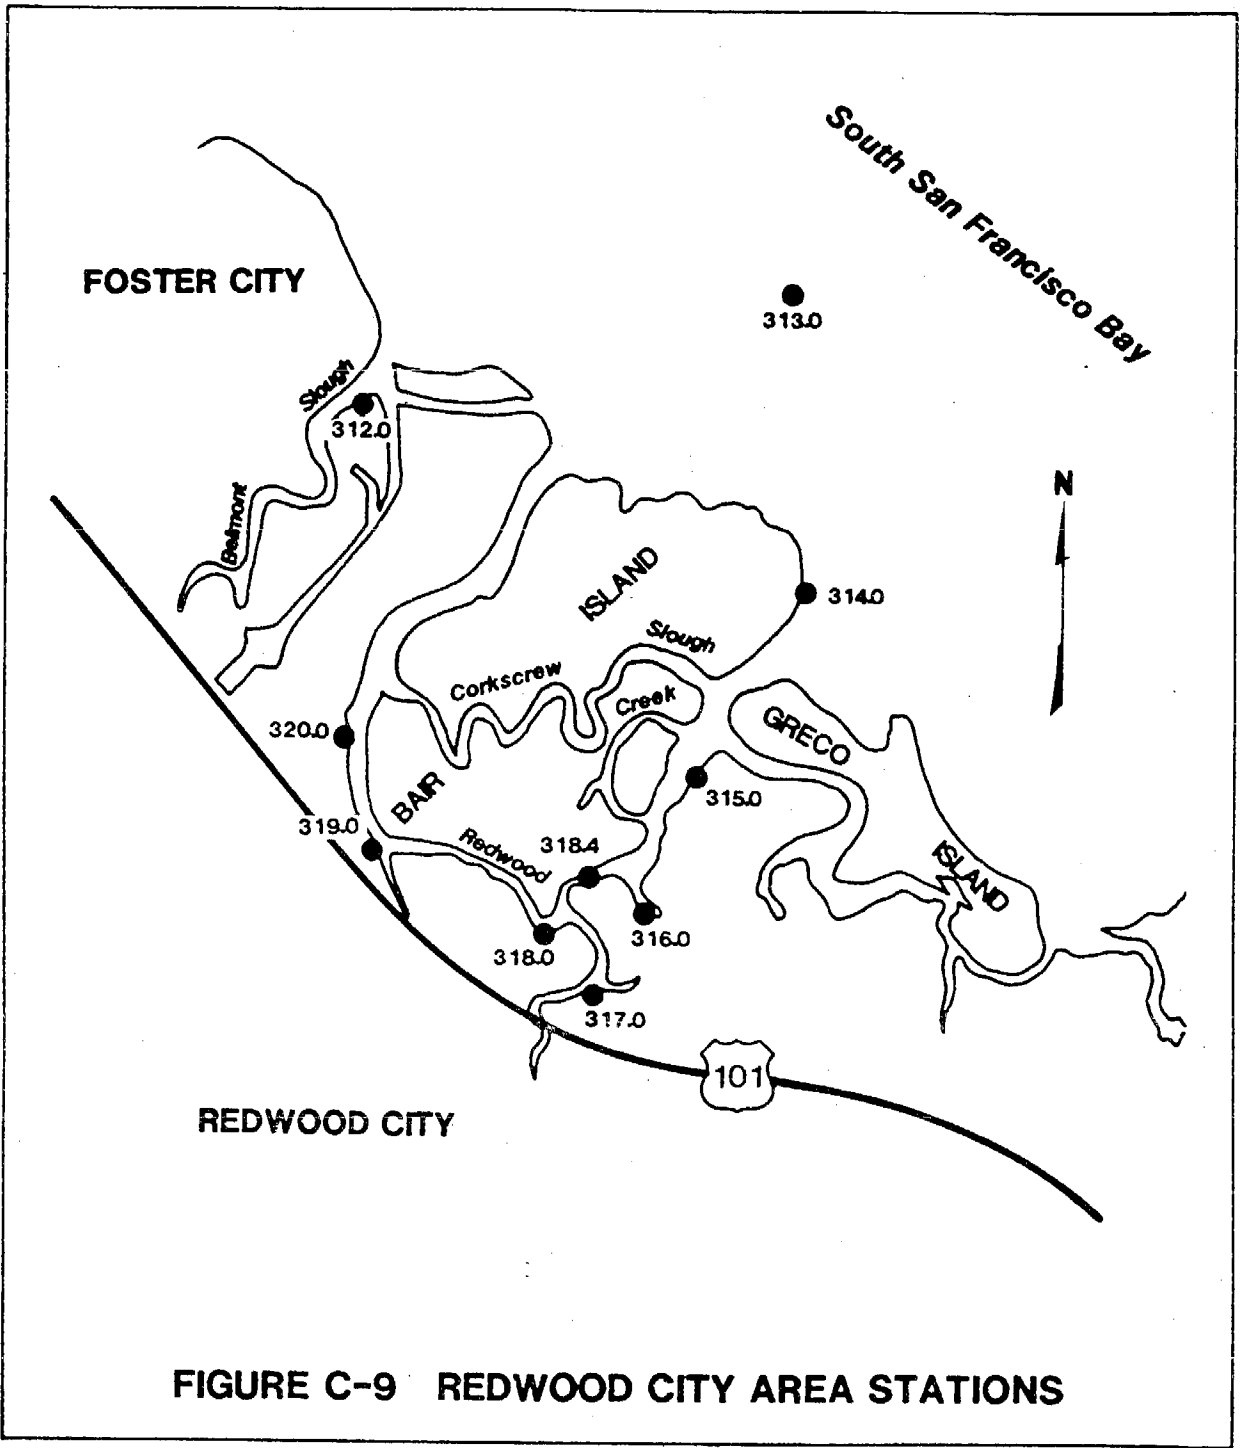 South San Francisco Bay
FOSTER CITY
313.0
Slough
312.0
N
Belmont
ISLAND
314.0
Slough
Corkscrew
Creek
GRECO
320.0
BAIR
315.0
319.0
Redwood
318.4
ISLAND
316.0
318.0
317.0
101
REDWOOD CITY
FIGURE C-9 REDWOOD CITY AREA STATIONS